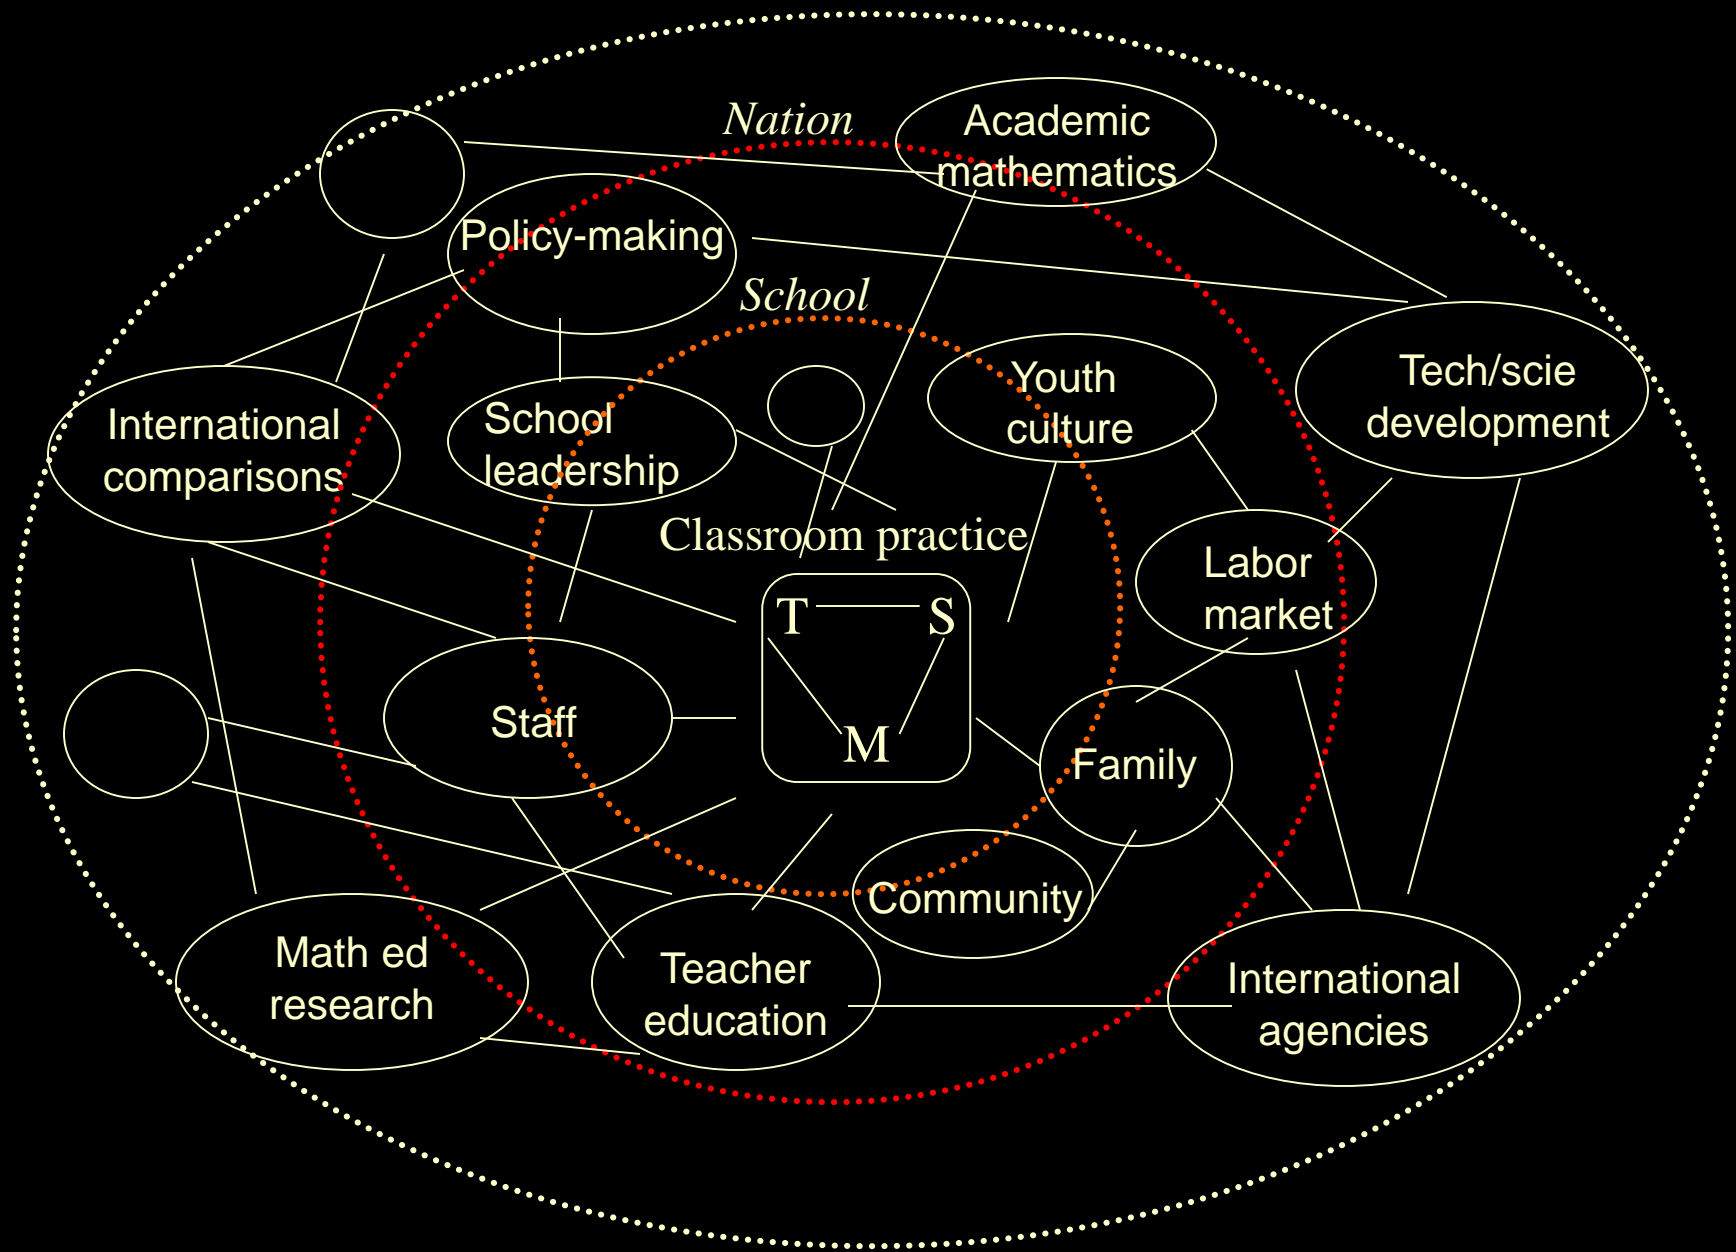 Nation
Academic
mathematics
Policy-making
School
Youth
culture
Tech/scie
development
International
comparisons
School
leadership
Classroom practice
Labor
market
T S
M
Staff
Family
Community
Math ed
research
Teacher
education
International
agencies